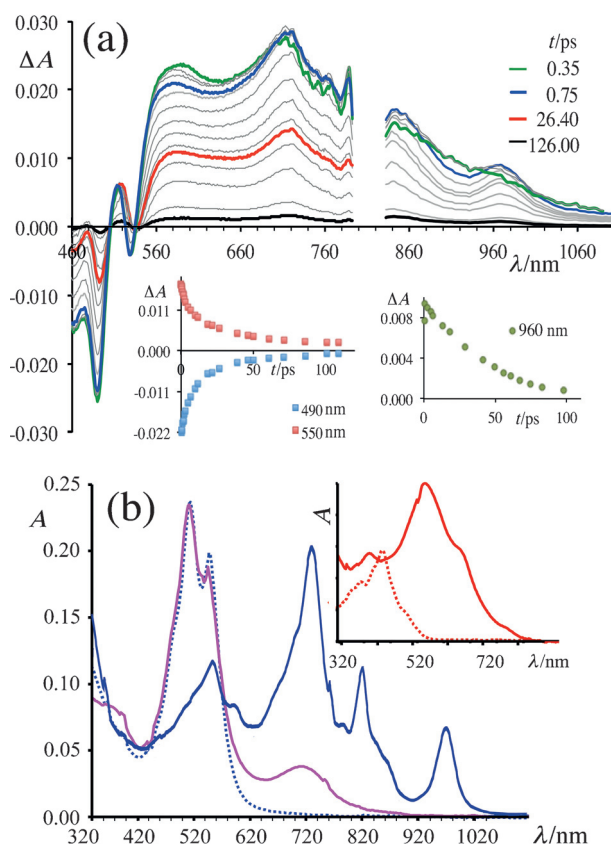 0.030
(a)
ΔA
0.020
0.010
0.000
-0.010
-0.020
-0.030
t/ps
0.35
0.75
26.40
126.00
460 560 660 760 860 960 1060
λ/nm
ΔA
0.011
0.000
-0.011
-0.022
0 50 100
t/ps
490 nm
550 nm
ΔA
0.008
0.004
0.000
960 nm
0 50 100
t/ps
0.25
A
(b)
0.20
0.15
0.10
0.05
0.00
320 420 520 620 720 820 920 1020
λ/nm
A
320 520 720
λ/nm